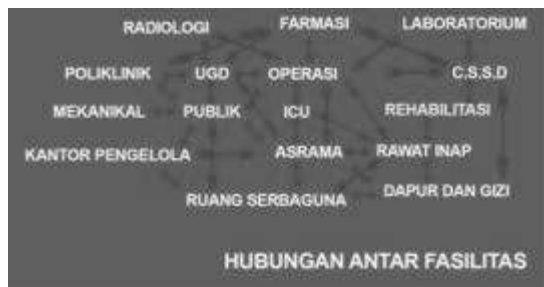 RADIOLOGI FARMASI LABORATORIUM
POLIKLINIK UGD OPERASI C.S.S.D
MEKANIKAL PUBLIK ICU REHABILITASI
KANTOR PENGELOLA ASRAMA RAWAT INAP
RUANG SERBAGUNA DAPUR DAN GIZI
HUBUNGAN ANTAR FASILITAS